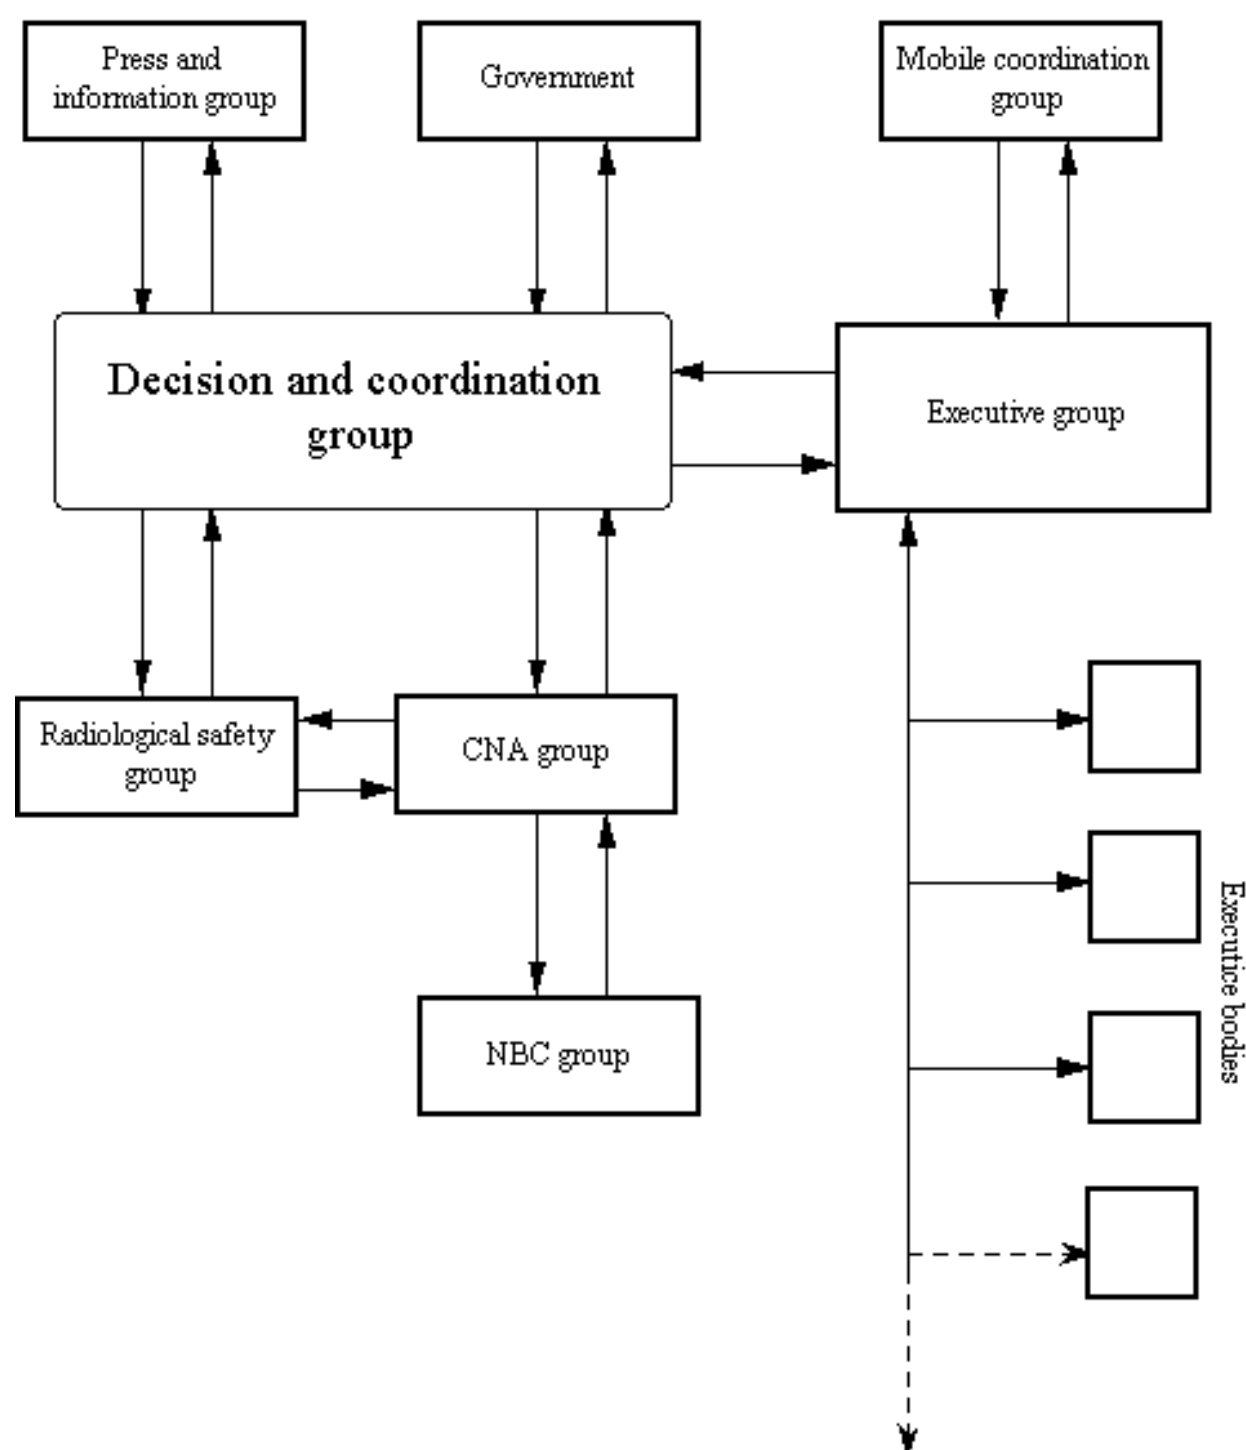 Press and
information group
Government
Mobile coordination
group
Decision and coordination
group
Executive group
Radiological safety
group
CNA group
NBC group
Executice bodies